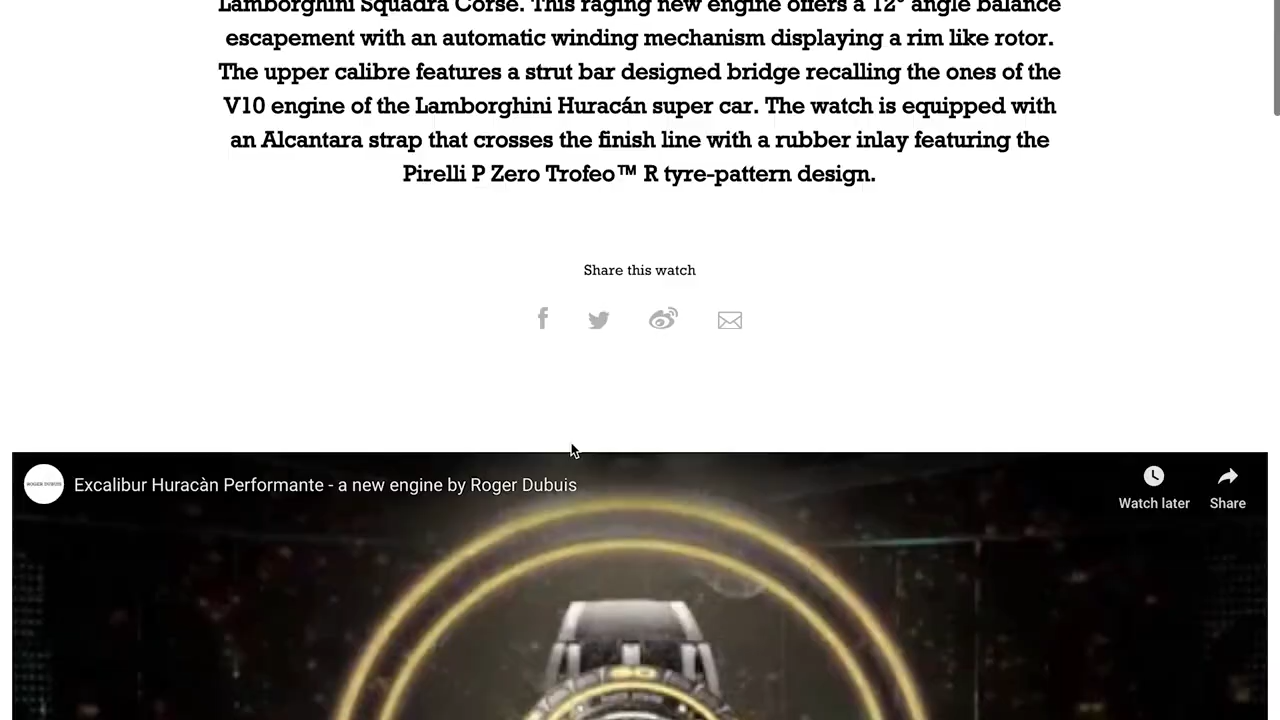 Lamborghini Squadra Corse. This raging new engine offers a 12° angle balance
escapement with an automatic winding mechanism displaying a rim like rotor.
The upper calibre features a strut bar designed bridge recalling the ones of the
V10 engine of the Lamborghini Huracán super car. The watch is equipped with
an Alcantara strap that crosses the finish line with a rubber inlay featuring the
Pirelli P Zero Trofeo™ R tyre-pattern design.
Share this watch
ROGER DUBUIS
Excalibur Huracàn Performante - a new engine by Roger Dubuis
Watch later
Share